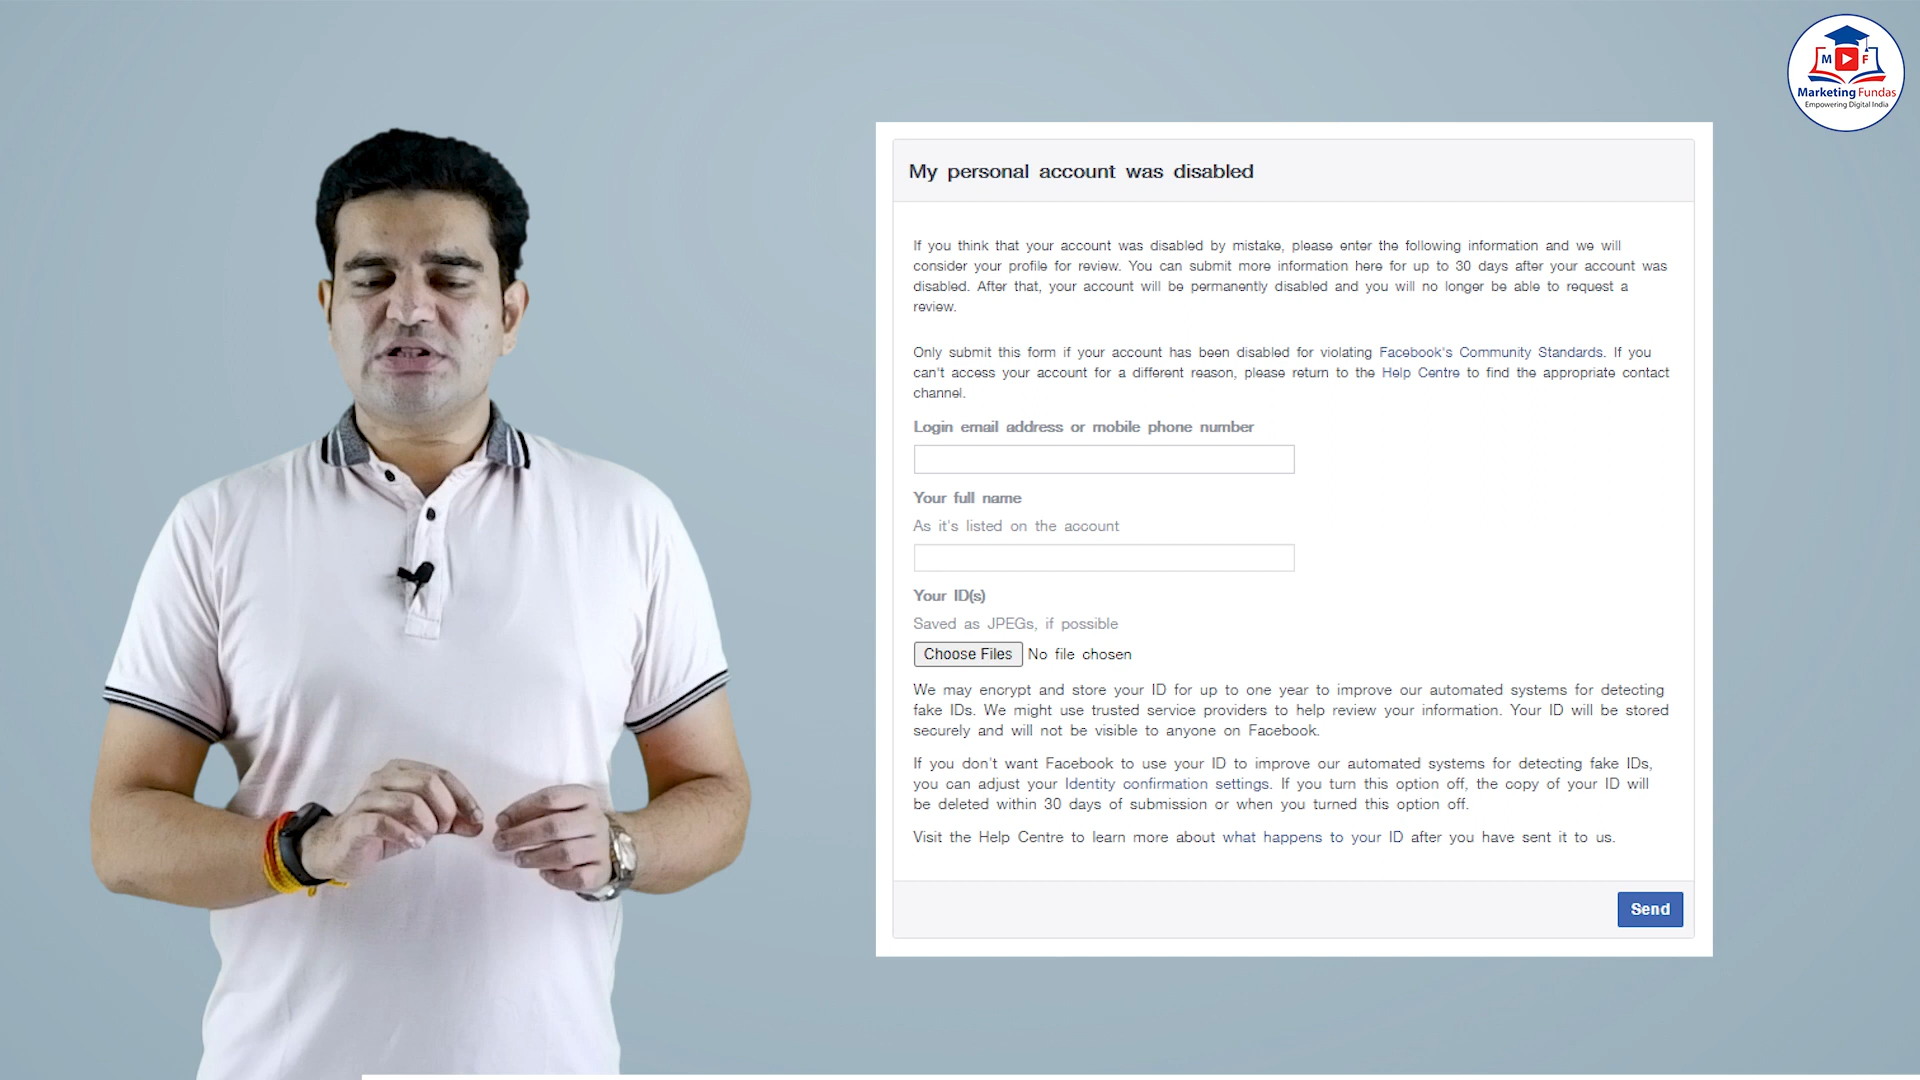 M F
Marketing Fundas
Empowering Digital India
My personal account was disabled
If you think that your account was disabled by mistake, please enter the following information and we will
consider your profile for review. You can submit more information here for up to 30 days after your account was
disabled. After that, your account will be permanently disabled and you will no longer be able to request a
review.
Only submit this form if your account has been disabled for violating Facebook's Community Standards. If you
can't access your account for a different reason, please return to the Help Centre to find the appropriate contact
channel.
Login email address or mobile phone number
Your full name
As it's listed on the account
Your ID(s)
Saved as JPEGs, if possible
Choose Files No file chosen
We may encrypt and store your ID for up to one year to improve our automated systems for detecting
fake IDs. We might use trusted service providers to help review your information. Your ID will be stored
securely and will not be visible to anyone on Facebook.
If you don't want Facebook to use your ID to improve our automated systems for detecting fake IDs,
you can adjust your Identity confirmation settings. If you turn this option off, the copy of your ID will
be deleted within 30 days of submission or when you turned this option off.
Visit the Help Centre to learn more about what happens to your ID after you have sent it to us.
Send